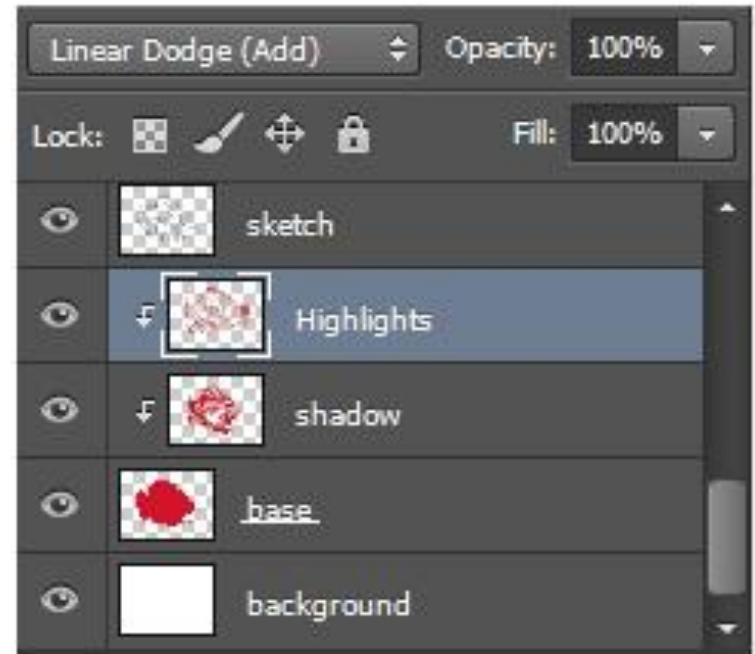 Linear Dodge (Add) Opacity: 100%
Lock: Fill: 100%
sketch
Highlights
shadow
base
background